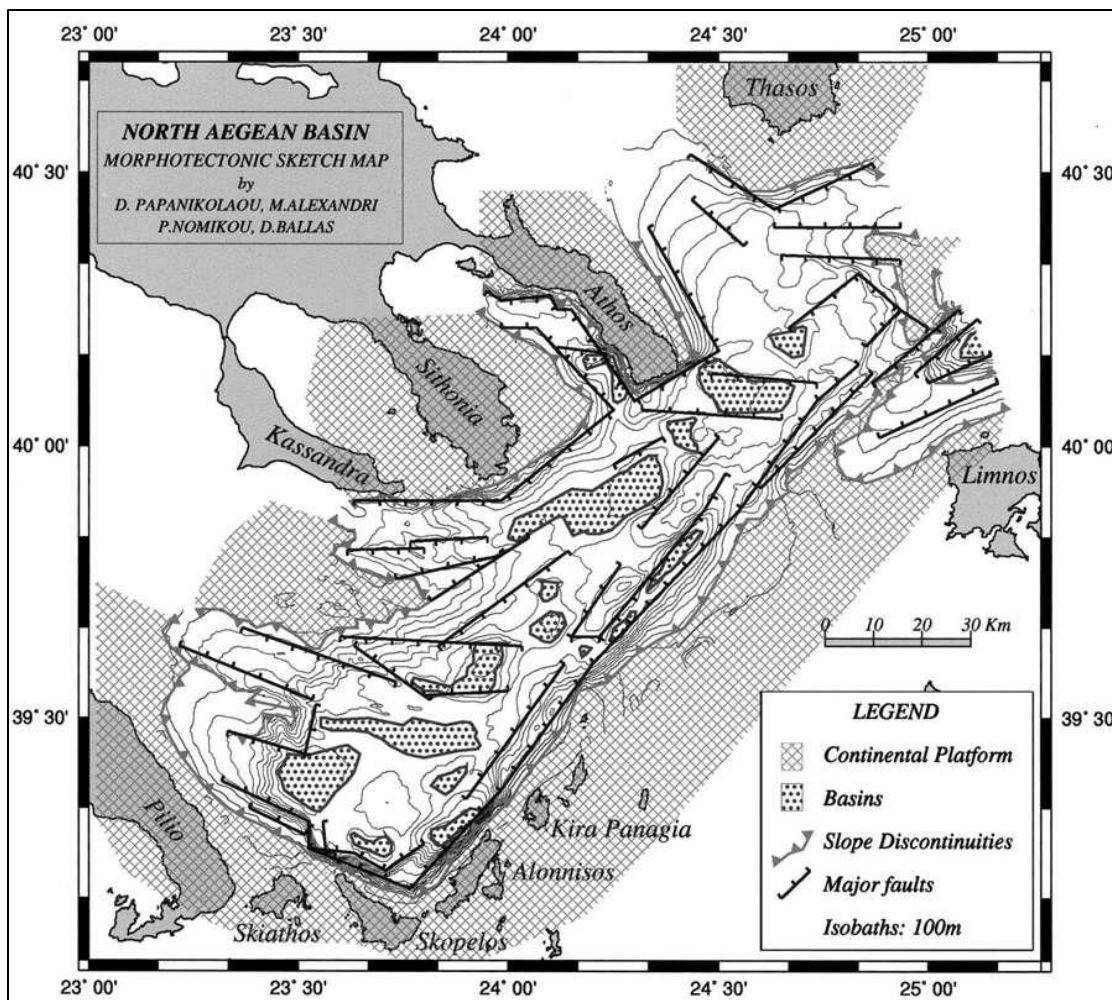 23° 00'
23° 30'
24° 00'
24° 30'
25° 00'
Thasos
NORTH AEGEAN BASIN
MORPHOTECTONIC SKETCH MAP
by
D. PAPANIKOLAOU, M.ALEXANDRI
P.NOMIKOU, D.BALLAS
40° 30'
40° 30'
Athos
Sithonia
Kassandra
40° 00'
40° 00'
Limnos
0 10 20 30 Km
39° 30'
39° 30'
LEGEND
Continental Platform
Basins
Slope Discontinuities
Major faults
Isobaths: 100m
Pilio
Kira Panagia
Alonnisos
Skiathos
Skopelos
23° 00'
23° 30'
24° 00'
24° 30'
25° 00'